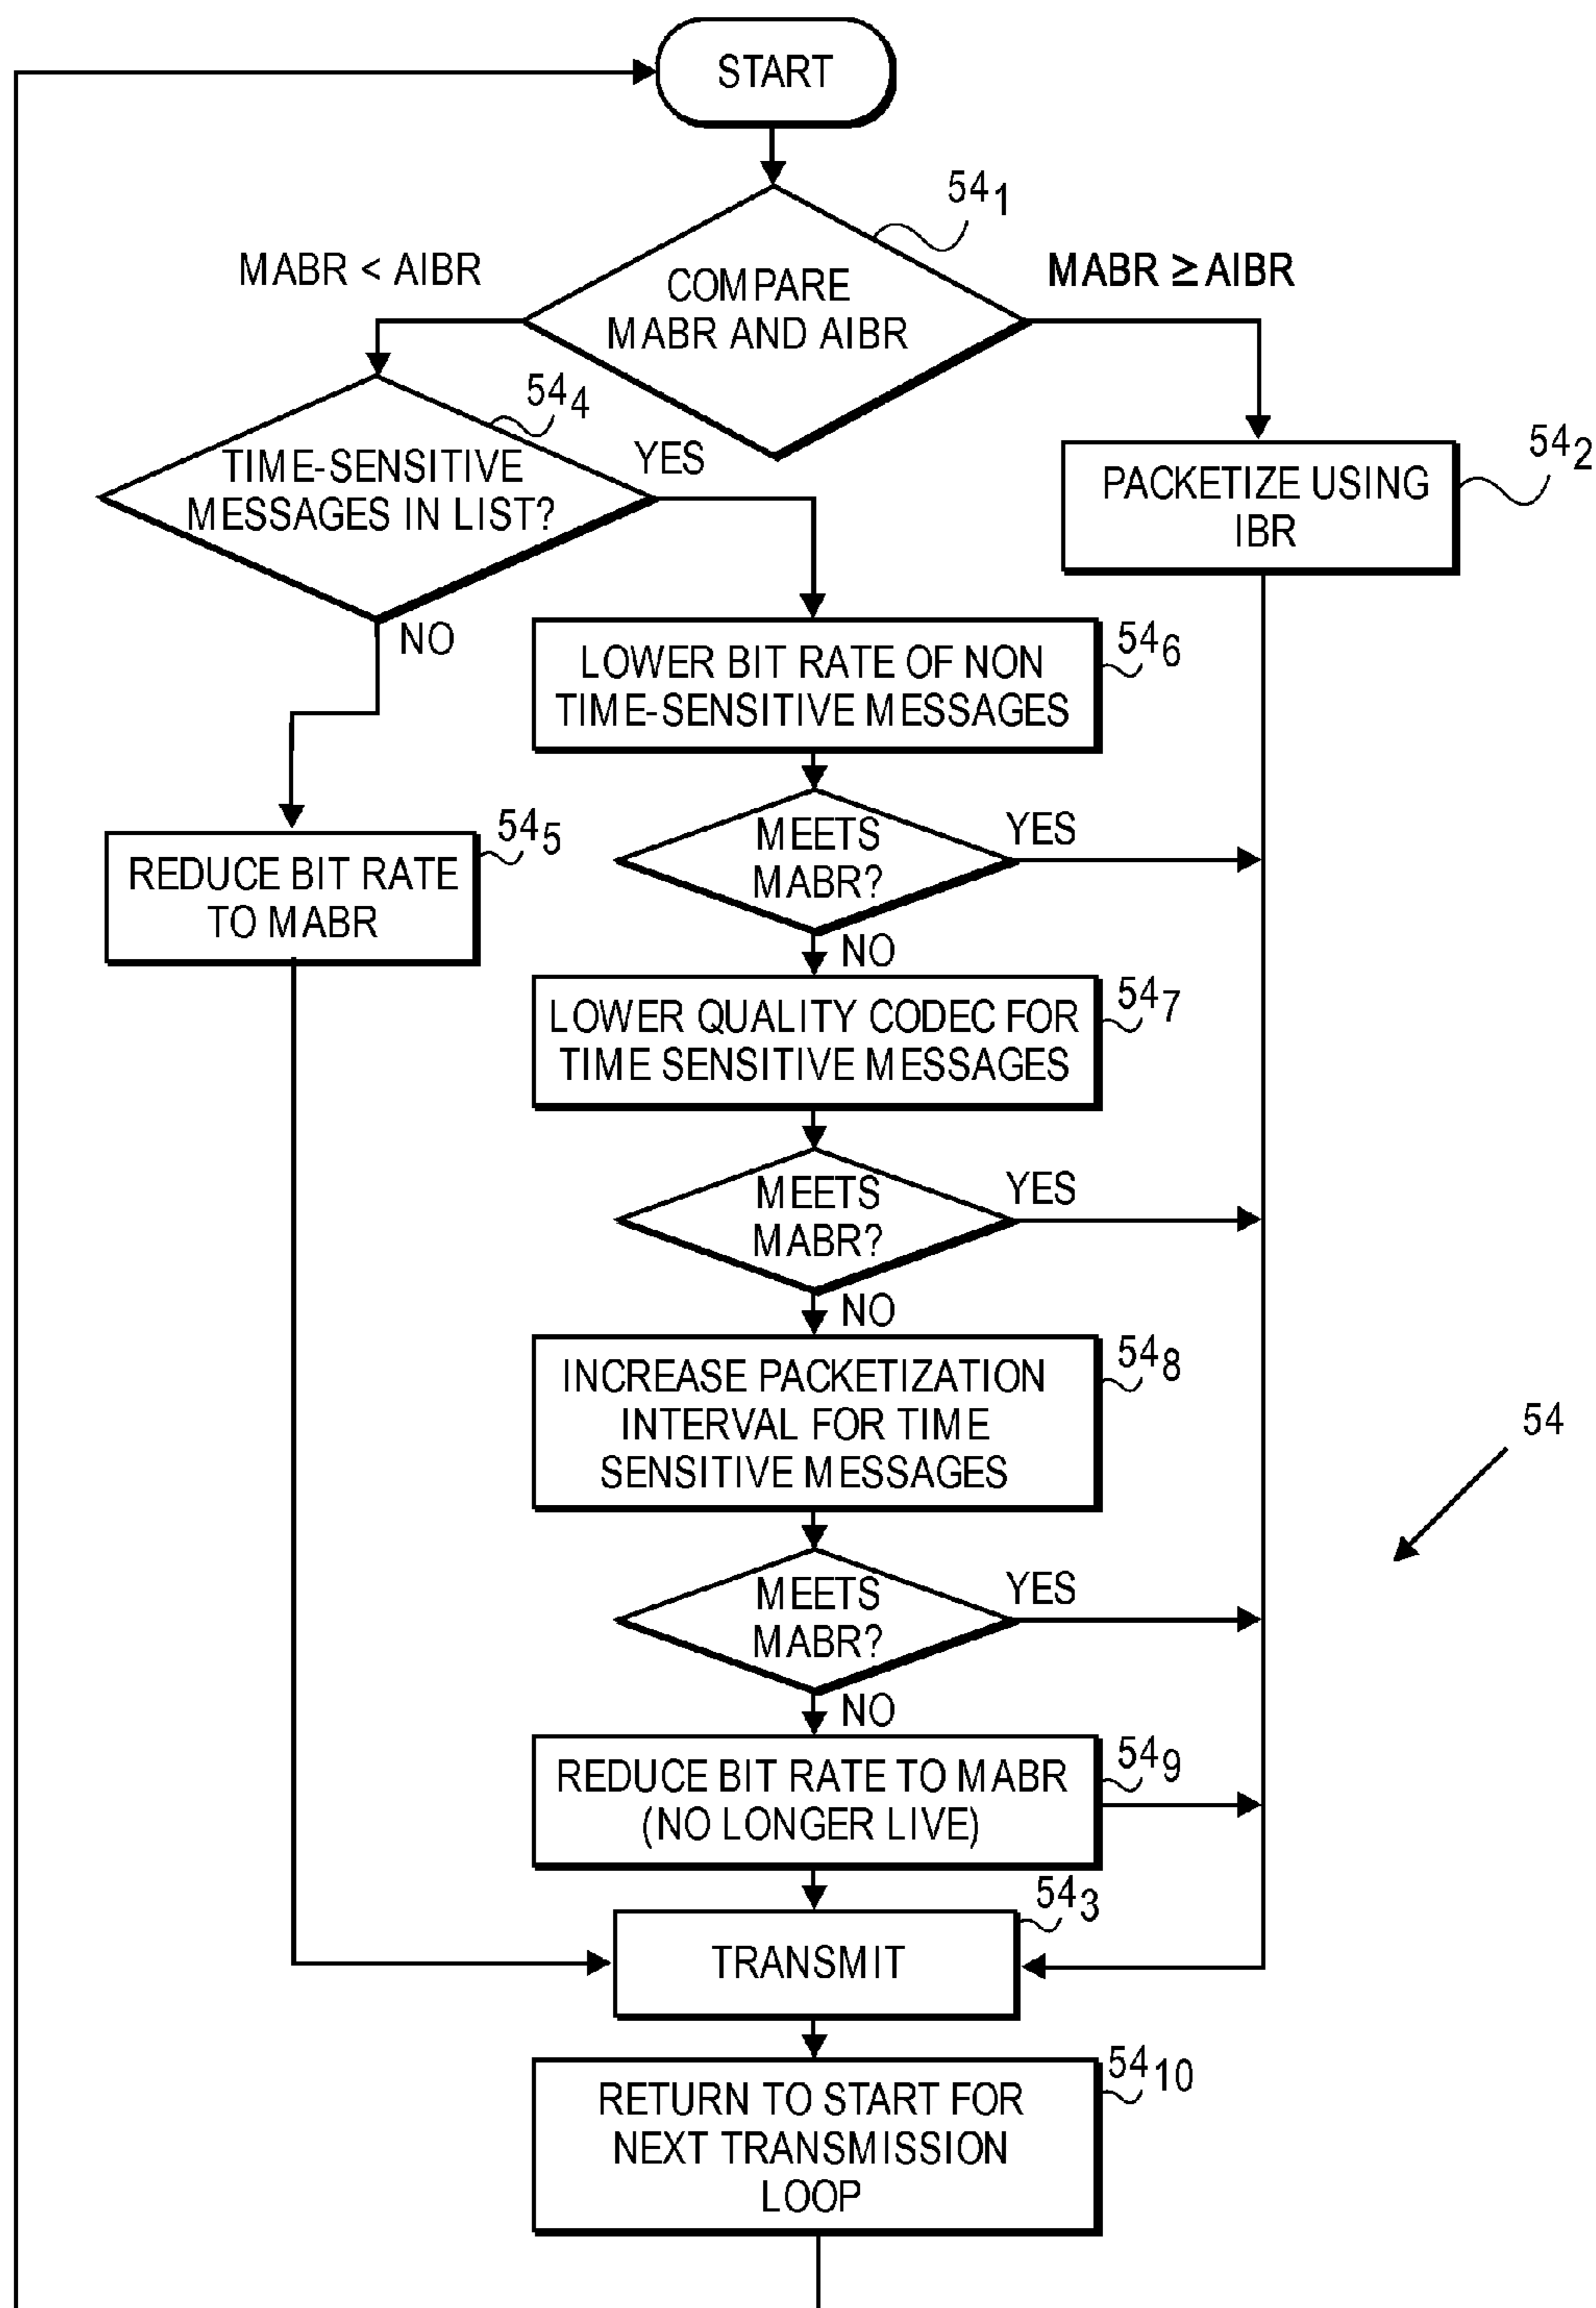 START
54₁
MABR < AIBR
MABR ≥ AIBR
COMPARE
MABR AND AIBR
54₄
TIME-SENSITIVE
MESSAGES IN LIST?
YES
54₂
PACKETIZE USING
IBR
NO
54₆
LOWER BIT RATE OF NON
TIME-SENSITIVE MESSAGES
54₅
REDUCE BIT RATE
TO MABR
MEETS
MABR?
YES
NO
54₇
LOWER QUALITY CODEC FOR
TIME SENSITIVE MESSAGES
MEETS
MABR?
YES
NO
54₈
INCREASE PACKETIZATION
INTERVAL FOR TIME
SENSITIVE MESSAGES
54
MEETS
MABR?
YES
NO
54₉
REDUCE BIT RATE TO MABR
(NO LONGER LIVE)
54₃
TRANSMIT
54₁₀
RETURN TO START FOR
NEXT TRANSMISSION
LOOP